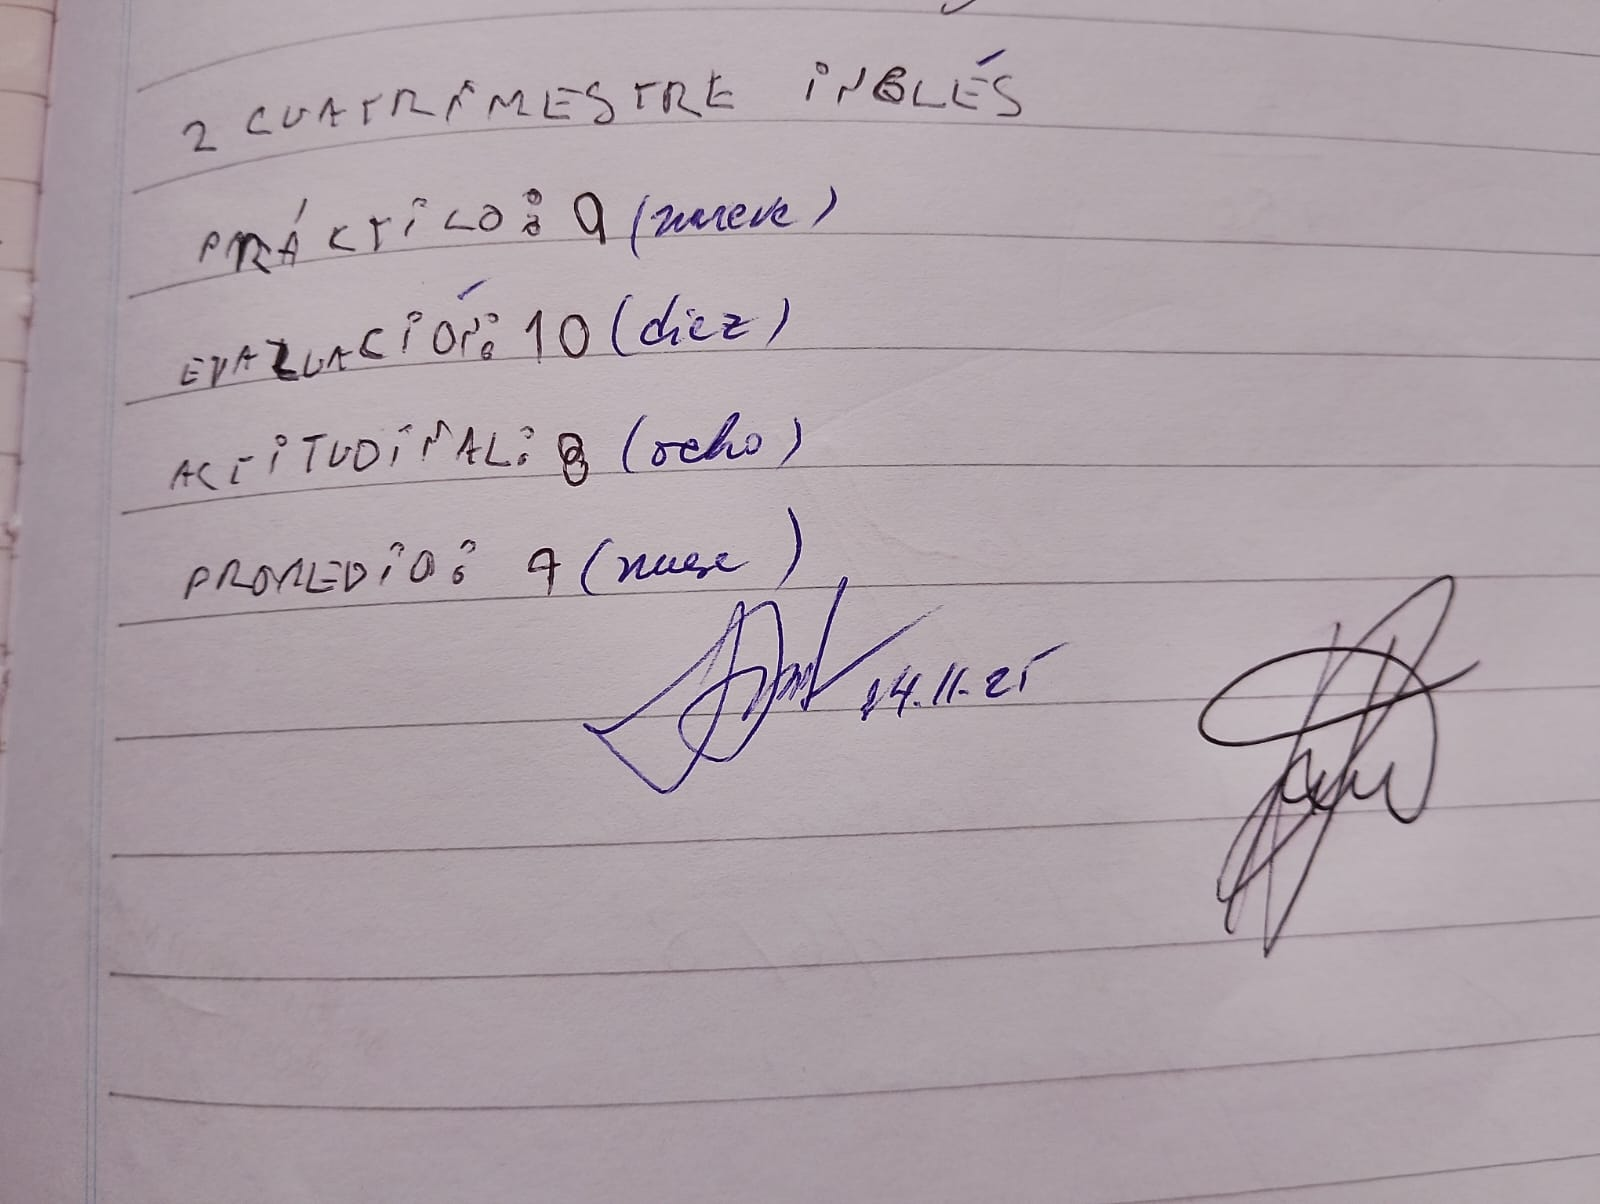 2 CUATRIMESTRE INGLÉS
PRÁCTICO: 9 (nueve)
EVALUACIÓN: 10 (diez)
ACTITUDINAL: 8 (ocho)
PROMEDIO: 9 (nueve)
14.11.25